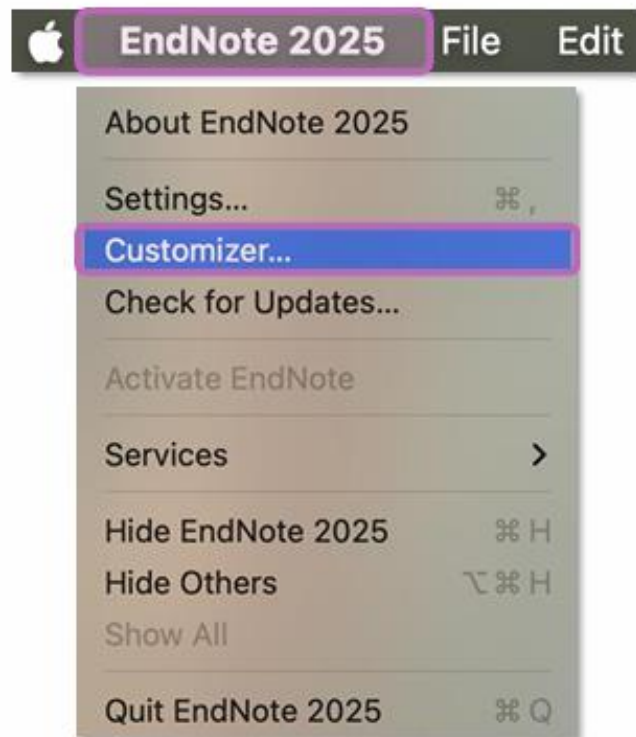 EndNote 2025 File Edit
About EndNote 2025
Settings... ⌘ ,
Customizer...
Check for Updates...
Activate EndNote
Services >
Hide EndNote 2025 ⌘ H
Hide Others ⌥ ⌘ H
Show All
Quit EndNote 2025 ⌘ Q